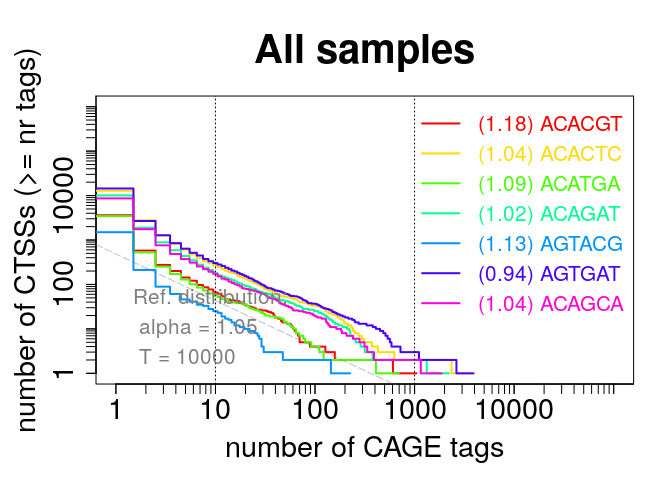 All samples
number of CTSSs (>= nr tags)
10000
100
1
(1.18) ACACGT
(1.04) ACACTC
(1.09) ACATGA
(1.02) ACAGAT
(1.13) AGTACG
(0.94) AGTGAT
(1.04) ACAGCA
Ref. distribution
alpha = 1.05
T = 10000
1 10 100 1000 10000
number of CAGE tags